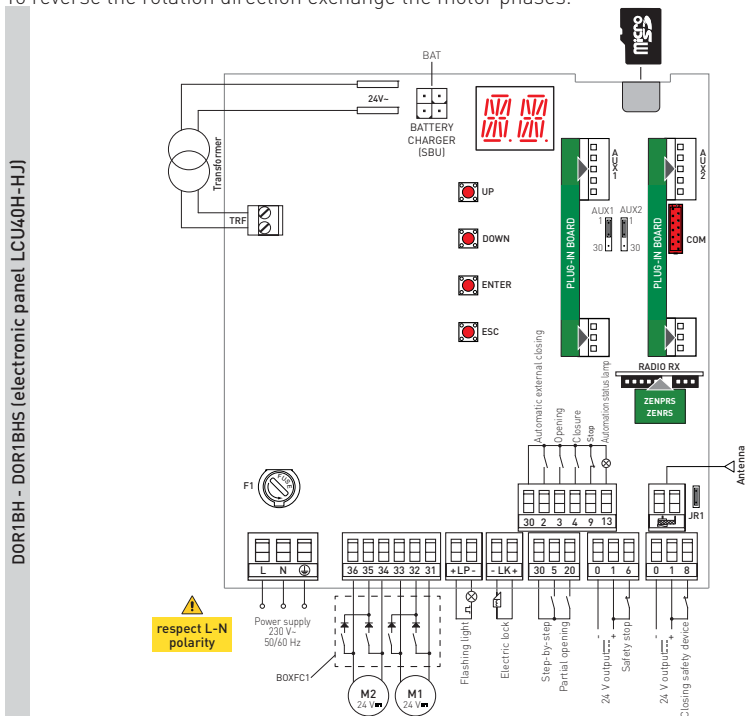 To reverse the rotation direction exchange the motor phases.
DOR1BH - DOR1BHS (electronic panel LCU40H-HJ)
micro
BAT
24V~
BATTERY
CHARGER
(SBU)
Transformer
TRF
UP
DOWN
ENTER
ESC
AUX1
AUX2
PLUG-IN BOARD
PLUG-IN BOARD
AUX1 AUX2
1 1
30 30
COM
RADIO RX
ZENPRS
ZENRS
Automatic external closing
Opening
Closure
Stop
Automation status lamp
Antenna
F1
FUSE
30 2 3 4 9 13
JR1
L N
36 35 34 33 32 31
+LP-
- LK+
30 5 20
0 1 6
0 1 8
respect L-N
polarity
Power supply
230 V~
50/60 Hz
BOXFC1
M2
24 V
M1
24 V
Flashing light
Electric lock
Step-by-step
Partial opening
24 V output
- +
Safety stop
24 V output
- +
Closing safety device